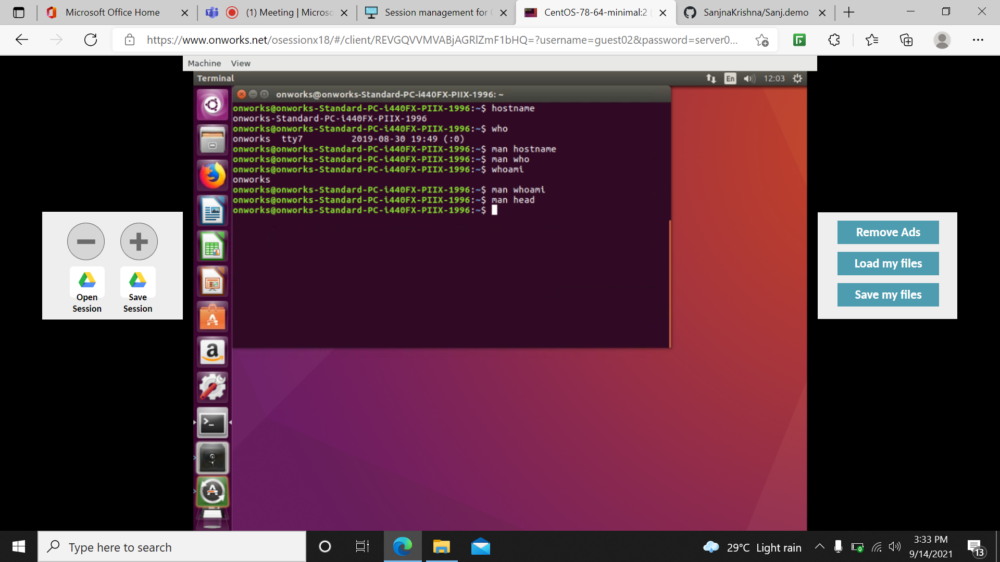 Microsoft Office Home
(1) Meeting | Microso
Session management for
CentOS-78-64-minimal:2
SanjnaKrishna/Sanj.demo
https://www.onworks.net/osessionx18/#/client/REVGQVVMVABjAGRlZmF1bHQ=?username=guest02&password=server0...
Machine View
Terminal
En
12:03
onworks@onworks-Standard-PC-i440FX-PIIX-1996: ~
onworks@onworks-Standard-PC-i440FX-PIIX-1996:~$ hostname
onworks-Standard-PC-i440FX-PIIX-1996
onworks@onworks-Standard-PC-i440FX-PIIX-1996:~$ who
onworks  tty7         2019-08-30 19:49 (:0)
onworks@onworks-Standard-PC-i440FX-PIIX-1996:~$ man hostname
onworks@onworks-Standard-PC-i440FX-PIIX-1996:~$ man who
onworks@onworks-Standard-PC-i440FX-PIIX-1996:~$ whoami
onworks
onworks@onworks-Standard-PC-i440FX-PIIX-1996:~$ man whoami
onworks@onworks-Standard-PC-i440FX-PIIX-1996:~$ man head
onworks@onworks-Standard-PC-i440FX-PIIX-1996:~$
Open
Session
Save
Session
Remove Ads
Load my files
Save my files
Type here to search
29°C Light rain
3:33 PM
9/14/2021
13